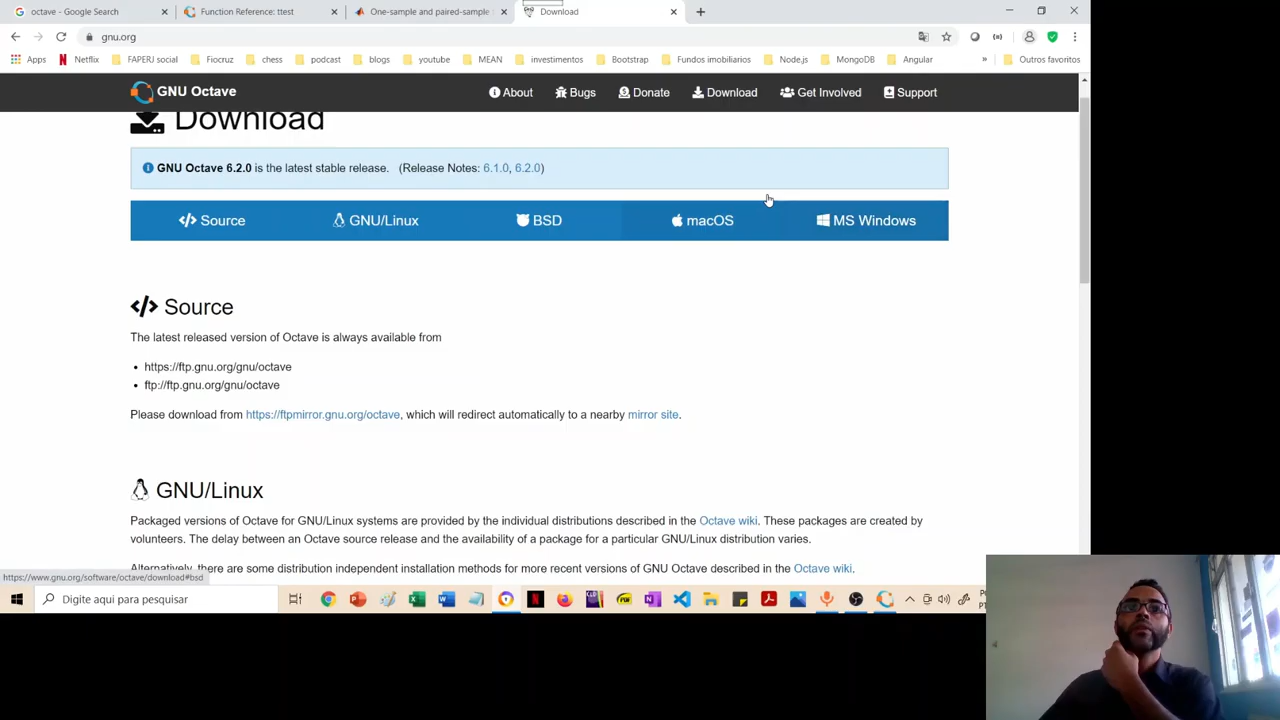 octave - Google Search
Function Reference: ttest
One-sample and paired-sample
Download
gnu.org
Apps
Netflix
FAPERJ social
Fiocruz
chess
podcast
blogs
youtube
MEAN
investimentos
Bootstrap
Fundos imobiliarios
Node.js
MongoDB
Angular
»
Outros favoritos
GNU Octave
About
Bugs
Donate
Download
Get Involved
Support
Download
GNU Octave 6.2.0 is the latest stable release. (Release Notes: 6.1.0, 6.2.0)
Source
GNU/Linux
BSD
macOS
MS Windows
</> Source
The latest released version of Octave is always available from
• https://ftp.gnu.org/gnu/octave
• ftp://ftp.gnu.org/gnu/octave
Please download from https://ftpmirror.gnu.org/octave, which will redirect automatically to a nearby mirror site.
GNU/Linux
Packaged versions of Octave for GNU/Linux systems are provided by the individual distributions described in the Octave wiki. These packages are created by
volunteers. The delay between an Octave source release and the availability of a package for a particular GNU/Linux distribution varies.
Alternatively, there are some distribution independent installation methods for more recent versions of GNU Octave described in the Octave wiki.
https://www.gnu.org/software/octave/download#bsd
Digite aqui para pesquisar